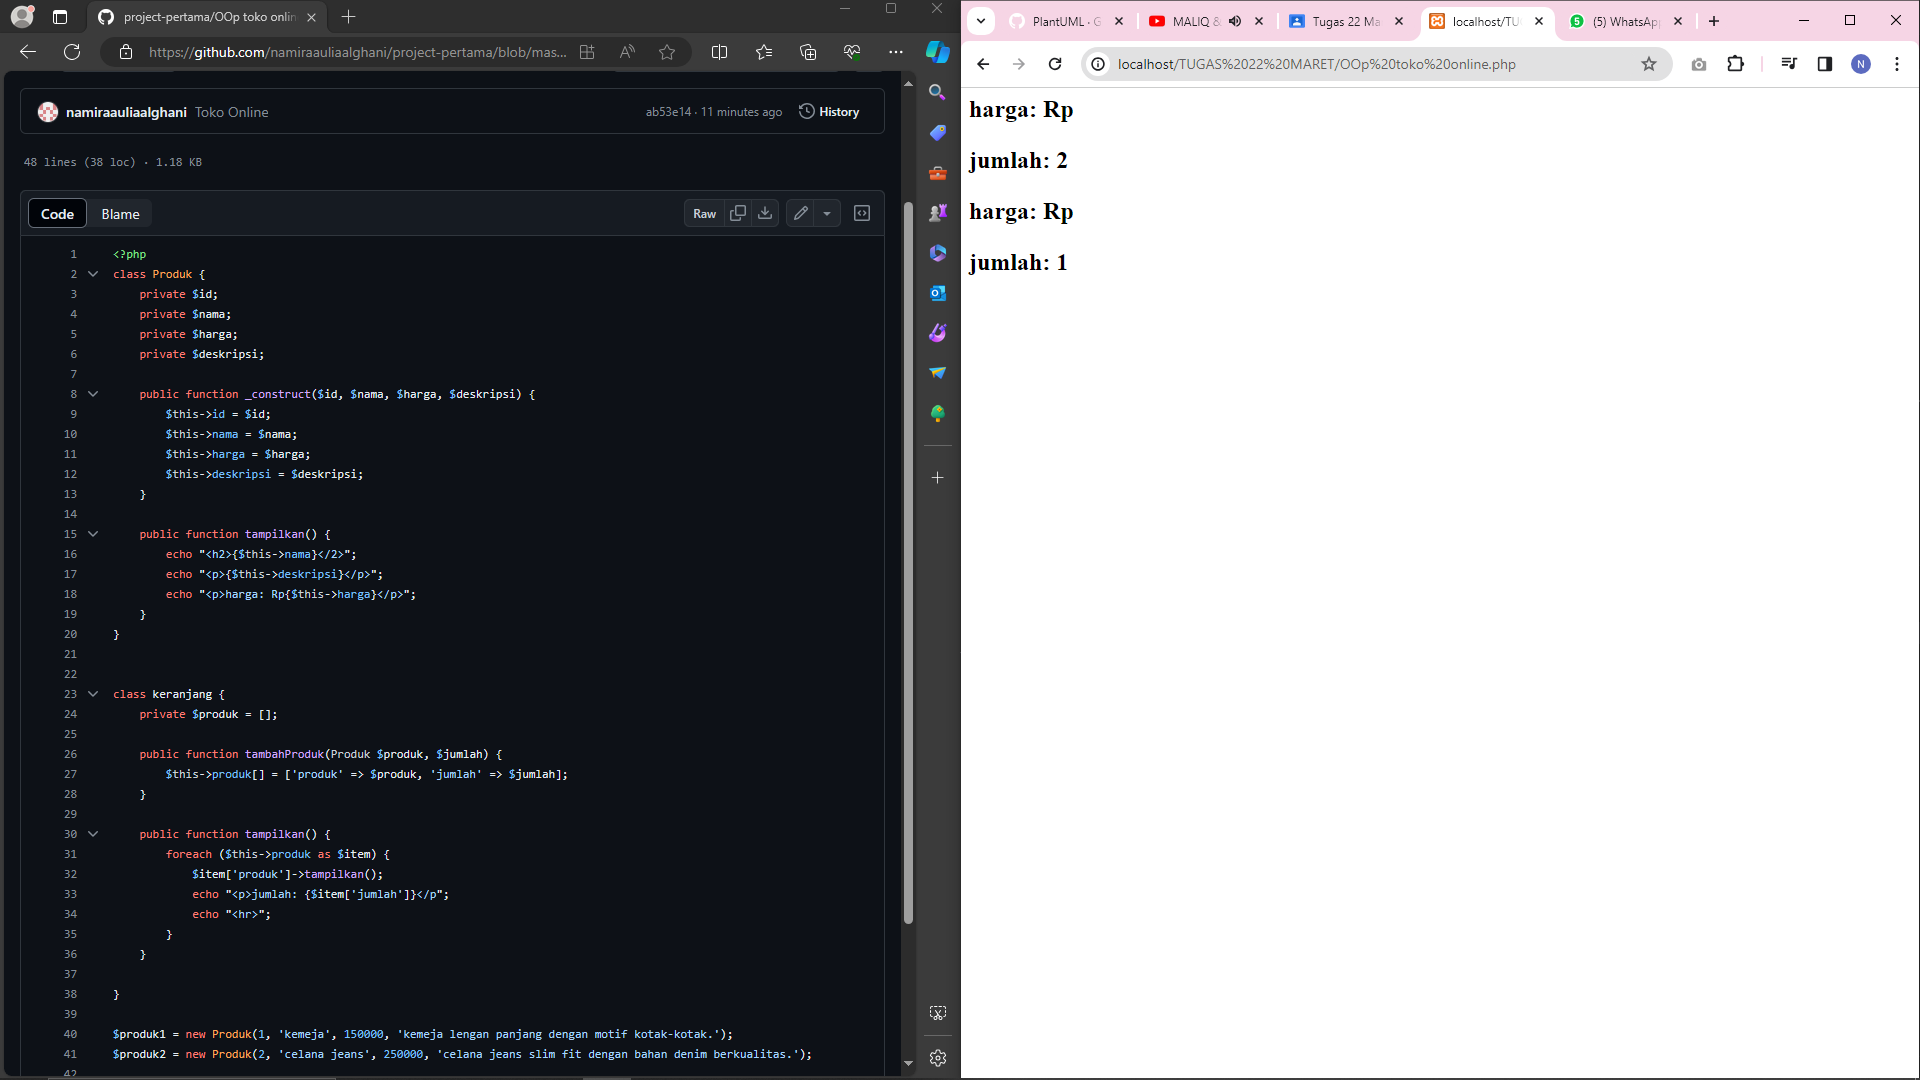 project-pertama/OOp toko onlin
https://github.com/namiraauliaalghani/project-pertama/blob/mas...
namiraauliaalghani Toko Online
ab53e14 · 11 minutes ago
History
48 lines (38 loc) · 1.18 KB
Code
Blame
Raw
1 <?php
2 class Produk {
3 private $id;
4 private $nama;
5 private $harga;
6 private $deskripsi;
7
8 public function _construct($id, $nama, $harga, $deskripsi) {
9 $this->id = $id;
10 $this->nama = $nama;
11 $this->harga = $harga;
12 $this->deskripsi = $deskripsi;
13 }
14
15 public function tampilkan() {
16 echo "<h2>{$this->nama}</2>";
17 echo "<p>{$this->deskripsi}</p>";
18 echo "<p>harga: Rp{$this->harga}</p>";
19 }
20 }
21
22
23 class keranjang {
24 private $produk = [];
25
26 public function tambahProduk(Produk $produk, $jumlah) {
27 $this->produk[] = ['produk' => $produk, 'jumlah' => $jumlah];
28 }
29
30 public function tampilkan() {
31 foreach ($this->produk as $item) {
32 $item['produk']->tampilkan();
33 echo "<p>jumlah: {$item['jumlah']}</p";
34 echo "<hr>";
35 }
36 }
37
38 }
39
40 $produk1 = new Produk(1, 'kemeja', 150000, 'kemeja lengan panjang dengan motif kotak-kotak.');
41 $produk2 = new Produk(2, 'celana jeans', 250000, 'celana jeans slim fit dengan bahan denim berkualitas.');
42
PlantUML · G
MALIQ &
Tugas 22 Ma
localhost/TU
5
(5) WhatsAp
localhost/TUGAS%2022%20MARET/OOp%20toko%20online.php
N
harga: Rp
jumlah: 2
harga: Rp
jumlah: 1